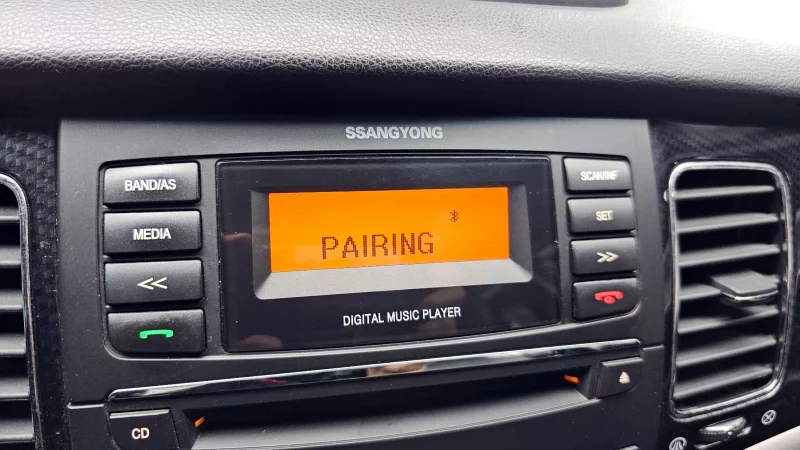 SSANGYONG
BAND/AS
SCAN/INF
MEDIA
SET
PAIRING
DIGITAL MUSIC PLAYER
CD